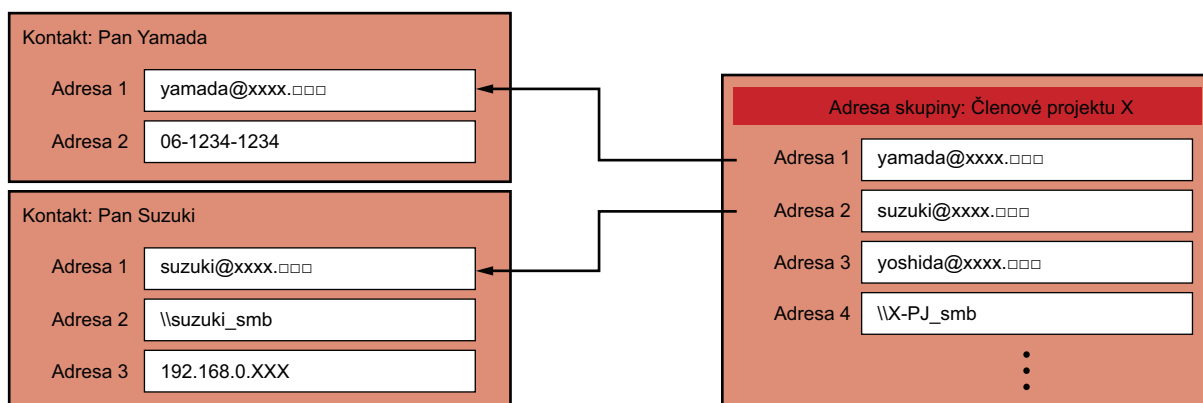 Kontakt: Pan Yamada
Adresa 1 yamada@xxxx.□□□
Adresa 2 06-1234-1234
Kontakt: Pan Suzuki
Adresa 1 suzuki@xxxx.□□□
Adresa 2 \\suzuki_smb
Adresa 3 192.168.0.XXX
Adresa skupiny: Členové projektu X
Adresa 1 yamada@xxxx.□□□
Adresa 2 suzuki@xxxx.□□□
Adresa 3 yoshida@xxxx.□□□
Adresa 4 \\X-PJ_smb